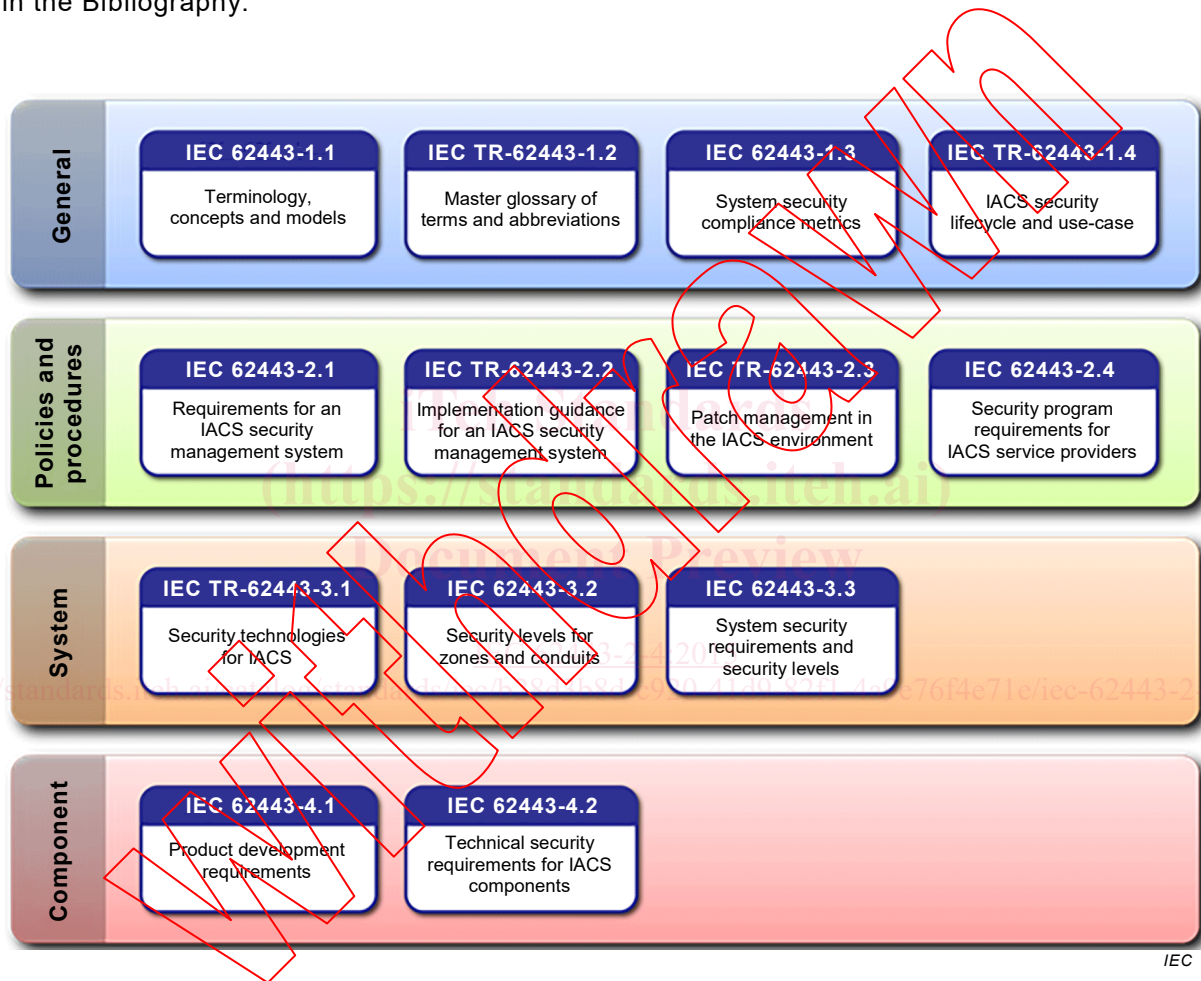 in the Bibliography.
General
IEC 62443-1.1
Terminology,
concepts and models
IEC TR-62443-1.2
Master glossary of
terms and abbreviations
IEC 62443-1.3
System security
compliance metrics
IEC TR-62443-1.4
IACS security
lifecycle and use-case
Policies and
procedures
IEC 62443-2.1
Requirements for an
IACS security
management system
IEC TR-62443-2.2
Implementation guidance
for an IACS security
management system
IEC TR-62443-2.3
Patch management in
the IACS environment
IEC 62443-2.4
Security program
requirements for
IACS service providers
System
IEC TR-62443-3.1
Security technologies
for IACS
IEC 62443-3.2
Security levels for
zones and conduits
IEC 62443-3.3
System security
requirements and
security levels
Component
IEC 62443-4.1
Product development
requirements
IEC 62443-4.2
Technical security
requirements for IACS
components
IEC
Withdrawn
iTeh Standards
(https://standards.iteh.ai)
Document Preview